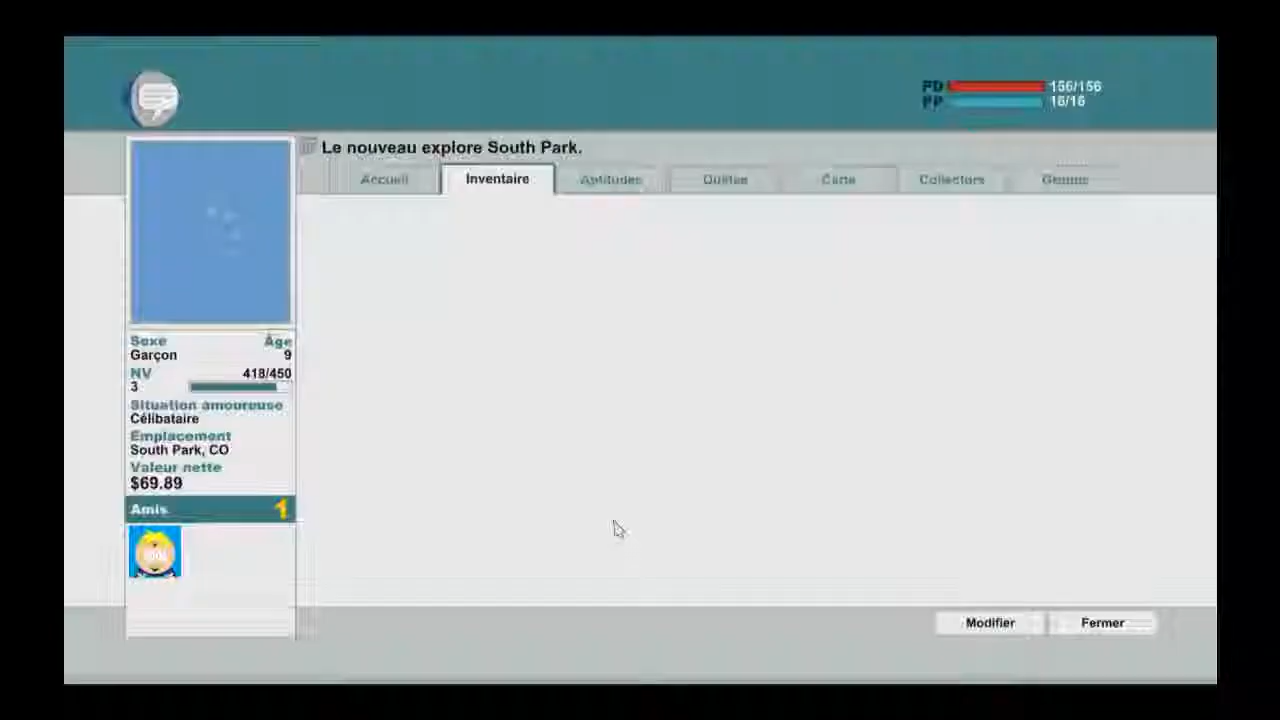 PD 156/156
PP 16/16
Le nouveau explore South Park.
Accueil Inventaire Aptitudes Quêtes Carte Collectors Gemme
Sexe Âge
Garçon 9
NV 418/450
3
Situation amoureuse
Célibataire
Emplacement
South Park, CO
Valeur nette
$69.89
Amis 1
Modifier Fermer